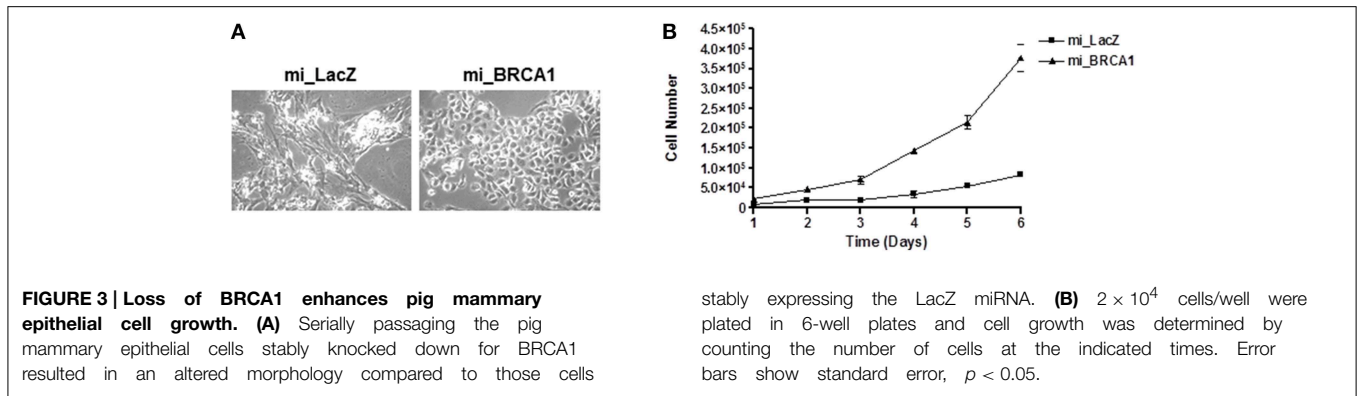 A
mi_LacZ
mi_BRCA1
B
4.5×10⁵
4.0×10⁵
3.5×10⁵
3.0×10⁵
2.5×10⁵
2.0×10⁵
1.5×10⁵
1.0×10⁵
5.0×10⁴
0
Cell Number
1 2 3 4 5 6
Time (Days)
mi_LacZ
mi_BRCA1
FIGURE 3 | Loss of BRCA1 enhances pig mammary
epithelial cell growth. (A) Serially passaging the pig
mammary epithelial cells stably knocked down for BRCA1
resulted in an altered morphology compared to those cells
stably expressing the LacZ miRNA. (B) 2 × 10⁴ cells/well were
plated in 6-well plates and cell growth was determined by
counting the number of cells at the indicated times. Error
bars show standard error, p < 0.05.